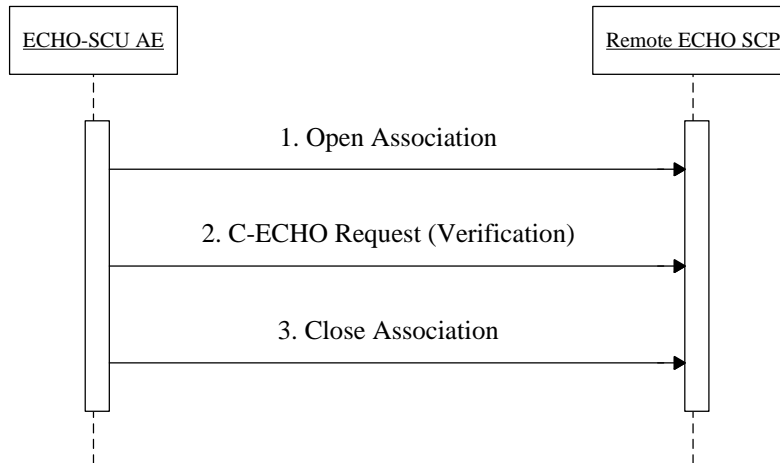 ECHO-SCU AE
Remote ECHO SCP
1. Open Association
2. C-ECHO Request (Verification)
3. Close Association